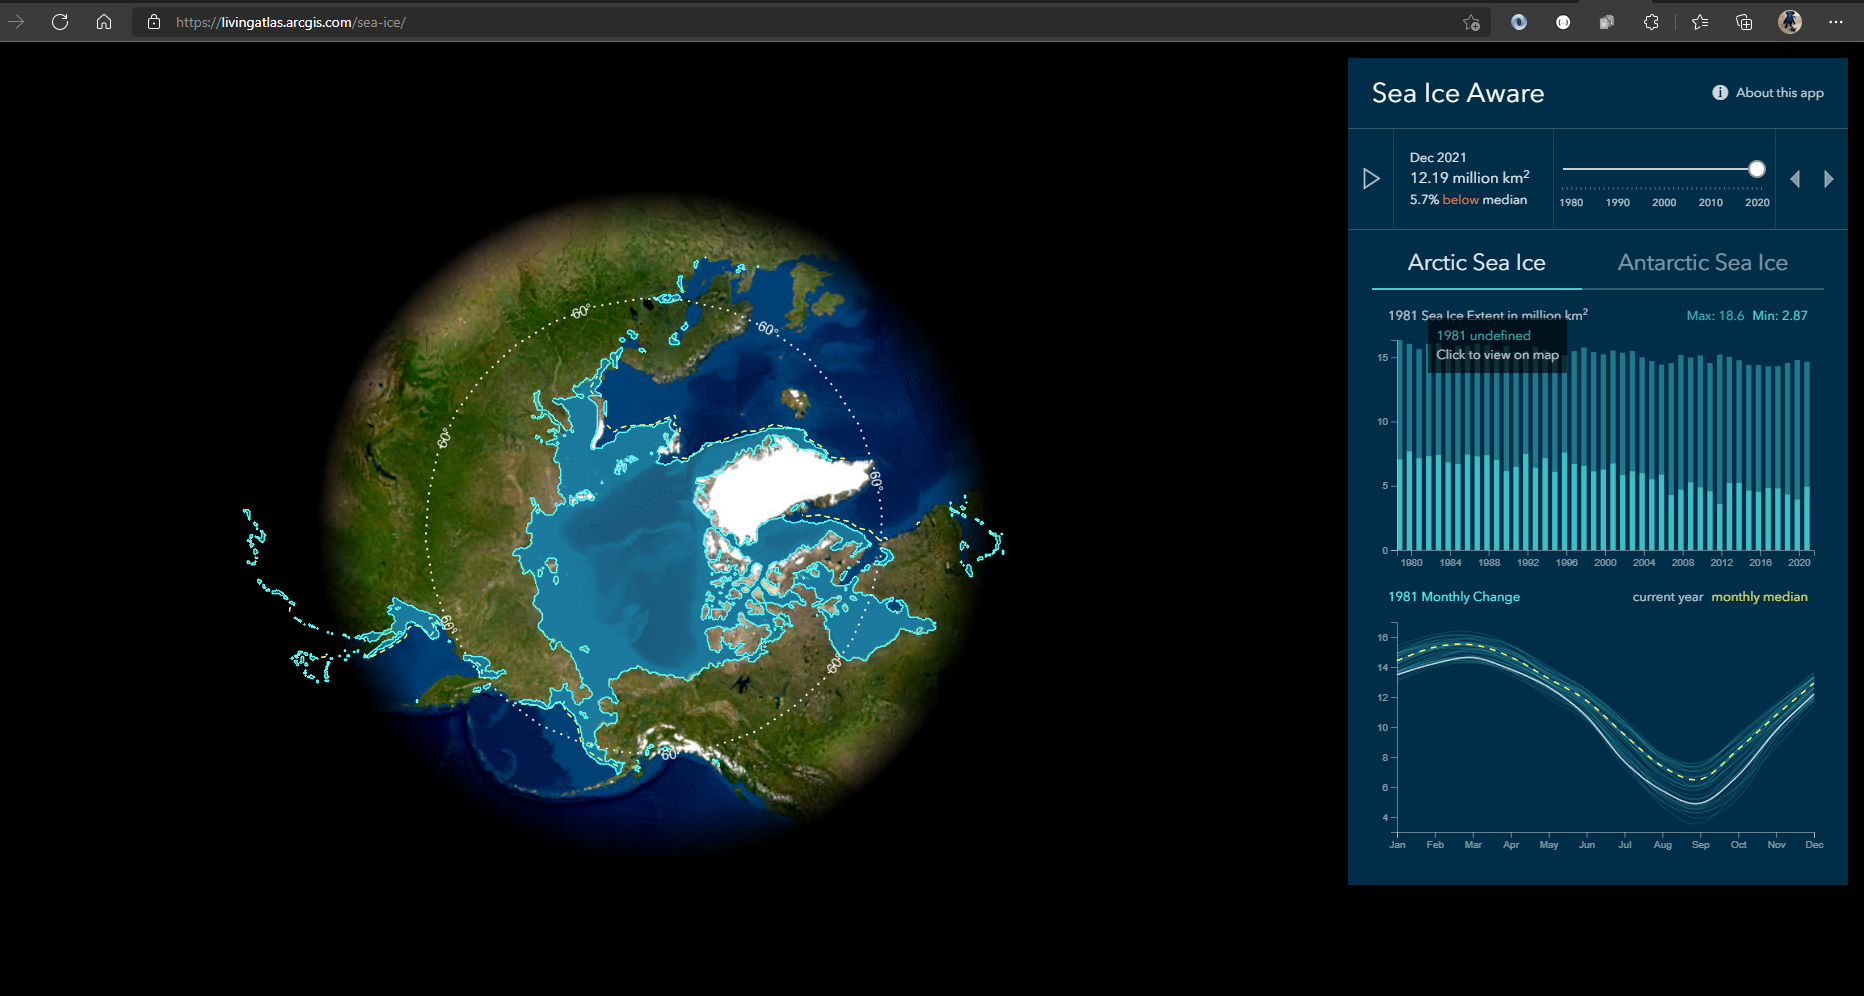 https://livingatlas.arcgis.com/sea-ice/
Sea Ice Aware
About this app
Dec 2021
12.19 million km²
5.7% below median
1980 1990 2000 2010 2020
Arctic Sea Ice
Antarctic Sea Ice
1981 Sea Ice Extent in million km²
Max: 18.6 Min: 2.87
1981 undefined
Click to view on map
15
10
5
0
1980 1984 1988 1992 1996 2000 2004 2008 2012 2016 2020
1981 Monthly Change
current year monthly median
16
14
12
10
8
6
4
Jan Feb Mar Apr May Jun Jul Aug Sep Oct Nov Dec
60°
60°
60°
60°
60°
60°
60°